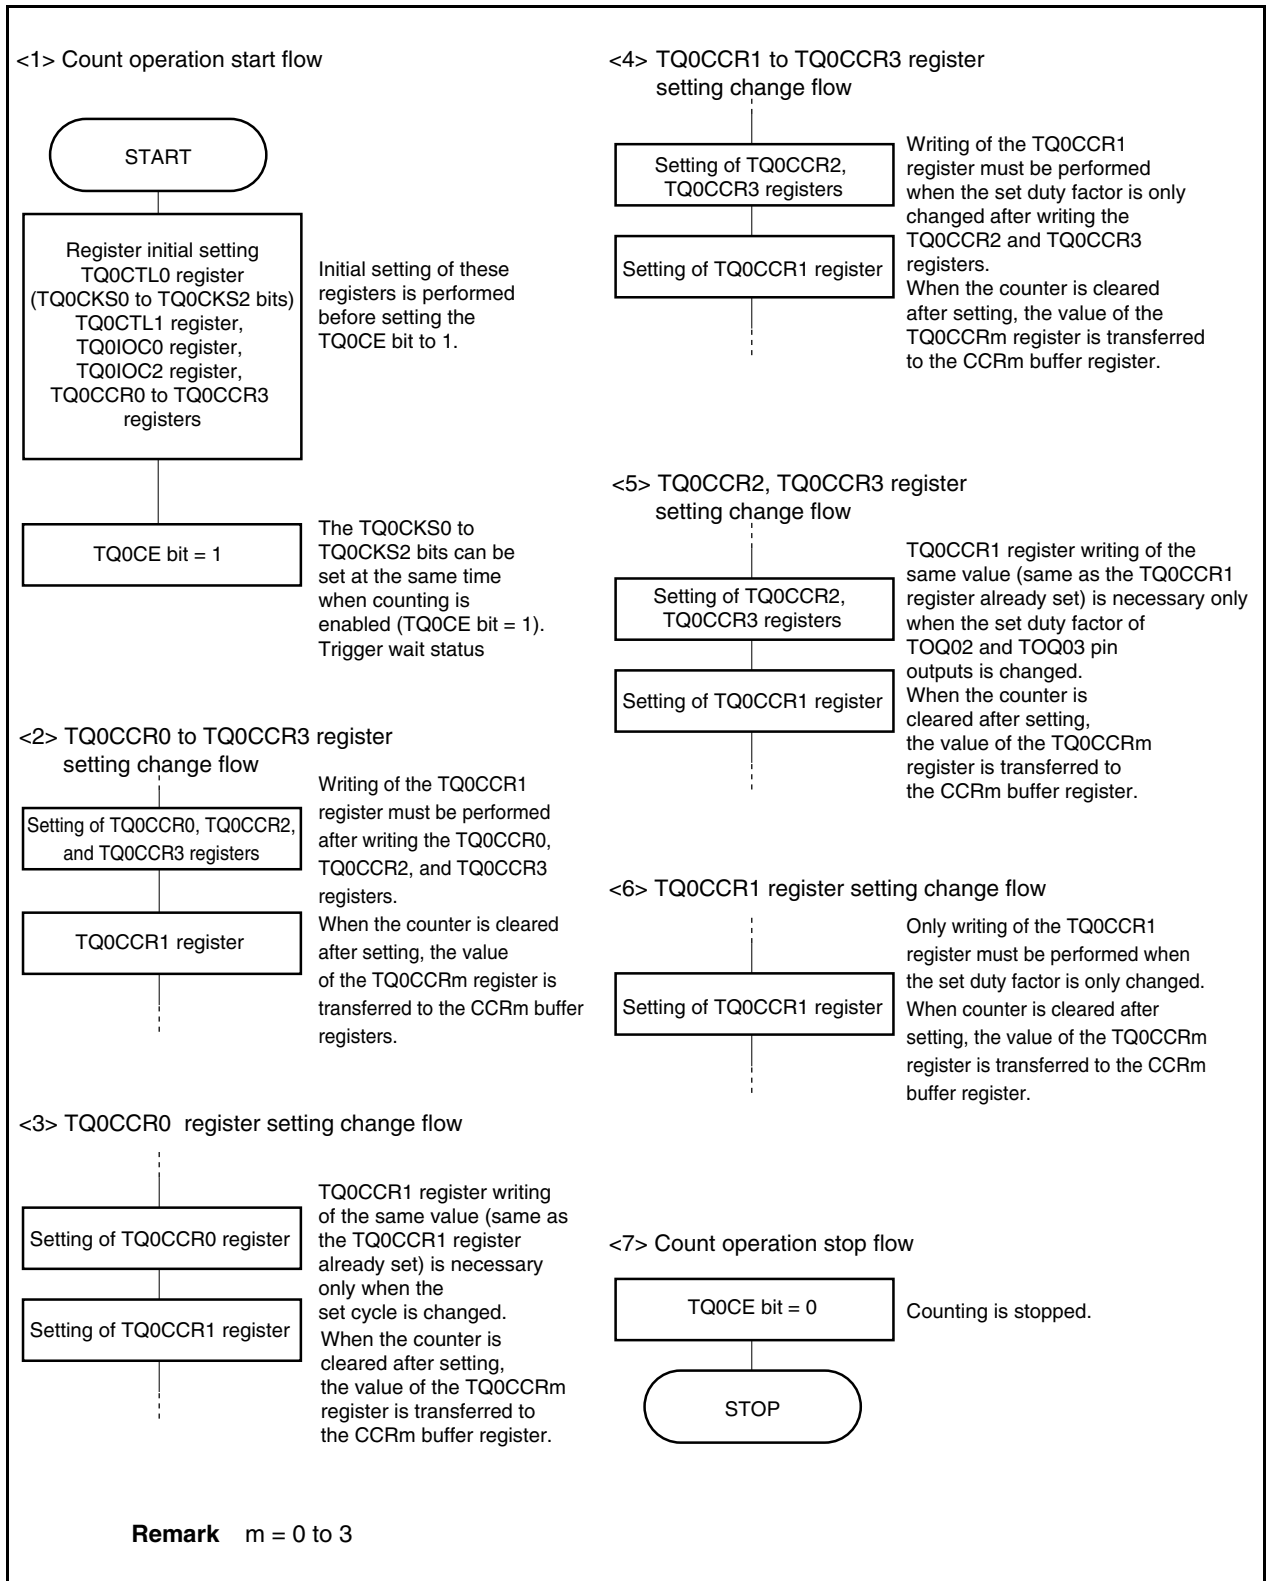 <1> Count operation start flow
START
Register initial setting
TQ0CTL0 register
(TQ0CKS0 to TQ0CKS2 bits)
TQ0CTL1 register,
TQ0IOC0 register,
TQ0IOC2 register,
TQ0CCR0 to TQ0CCR3
registers
Initial setting of these
registers is performed
before setting the
TQ0CE bit to 1.
TQ0CE bit = 1
The TQ0CKS0 to
TQ0CKS2 bits can be
set at the same time
when counting is
enabled (TQ0CE bit = 1).
Trigger wait status
<2> TQ0CCR0 to TQ0CCR3 register
setting change flow
Setting of TQ0CCR0, TQ0CCR2,
and TQ0CCR3 registers
TQ0CCR1 register
Writing of the TQ0CCR1
register must be performed
after writing the TQ0CCR0,
TQ0CCR2, and TQ0CCR3
registers.
When the counter is cleared
after setting, the value
of the TQ0CCRm register is
transferred to the CCRm buffer
registers.
<3> TQ0CCR0 register setting change flow
Setting of TQ0CCR0 register
Setting of TQ0CCR1 register
TQ0CCR1 register writing
of the same value (same as
the TQ0CCR1 register
already set) is necessary
only when the
set cycle is changed.
When the counter is
cleared after setting,
the value of the TQ0CCRm
register is transferred to
the CCRm buffer register.
<4> TQ0CCR1 to TQ0CCR3 register
setting change flow
Setting of TQ0CCR2,
TQ0CCR3 registers
Setting of TQ0CCR1 register
Writing of the TQ0CCR1
register must be performed
when the set duty factor is only
changed after writing the
TQ0CCR2 and TQ0CCR3
registers.
When the counter is cleared
after setting, the value of the
TQ0CCRm register is transferred
to the CCRm buffer register.
<5> TQ0CCR2, TQ0CCR3 register
setting change flow
Setting of TQ0CCR2,
TQ0CCR3 registers
Setting of TQ0CCR1 register
TQ0CCR1 register writing of the
same value (same as the TQ0CCR1
register already set) is necessary only
when the set duty factor of
TOQ02 and TOQ03 pin
outputs is changed.
When the counter is
cleared after setting,
the value of the TQ0CCRm
register is transferred to
the CCRm buffer register.
<6> TQ0CCR1 register setting change flow
Setting of TQ0CCR1 register
Only writing of the TQ0CCR1
register must be performed when
the set duty factor is only changed.
When counter is cleared after
setting, the value of the TQ0CCRm
register is transferred to the CCRm
buffer register.
<7> Count operation stop flow
TQ0CE bit = 0
Counting is stopped.
STOP
Remark m = 0 to 3